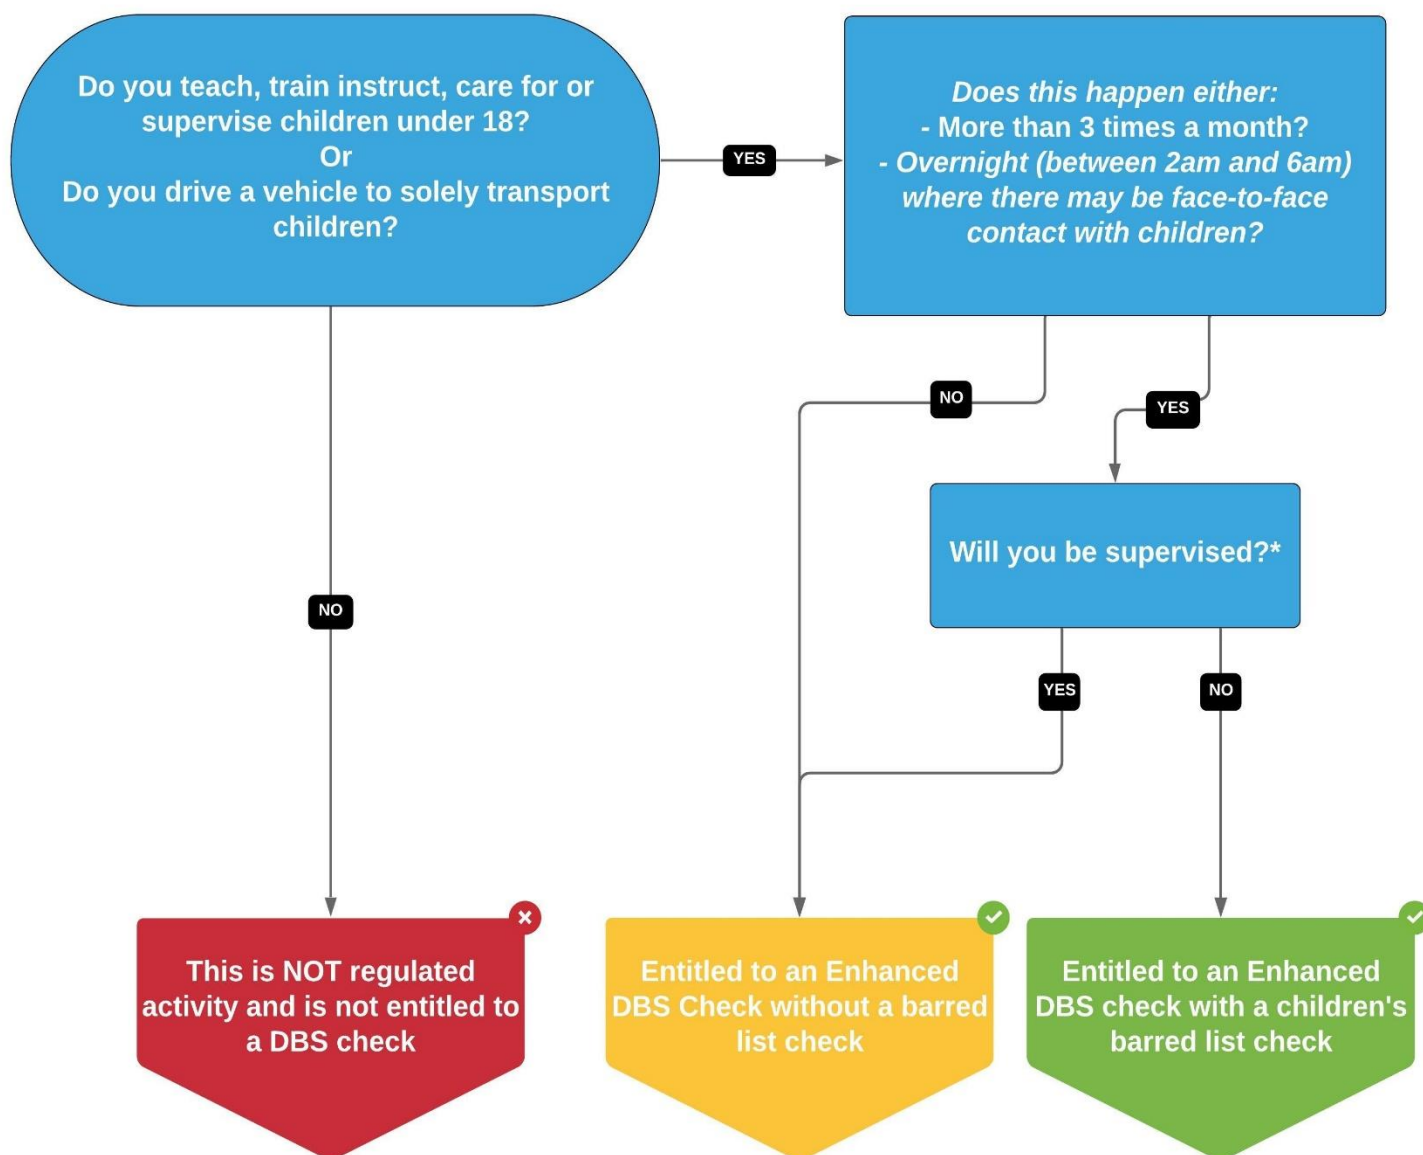 Do you teach, train instruct, care for or
supervise children under 18?
Or
Do you drive a vehicle to solely transport
children?
YES
Does this happen either:
- More than 3 times a month?
- Overnight (between 2am and 6am)
where there may be face-to-face
contact with children?
NO
YES
Will you be supervised?*
NO
YES
NO
This is NOT regulated
activity and is not entitled to
a DBS check
Entitled to an Enhanced
DBS Check without a barred
list check
Entitled to an Enhanced
DBS check with a children's
barred list check